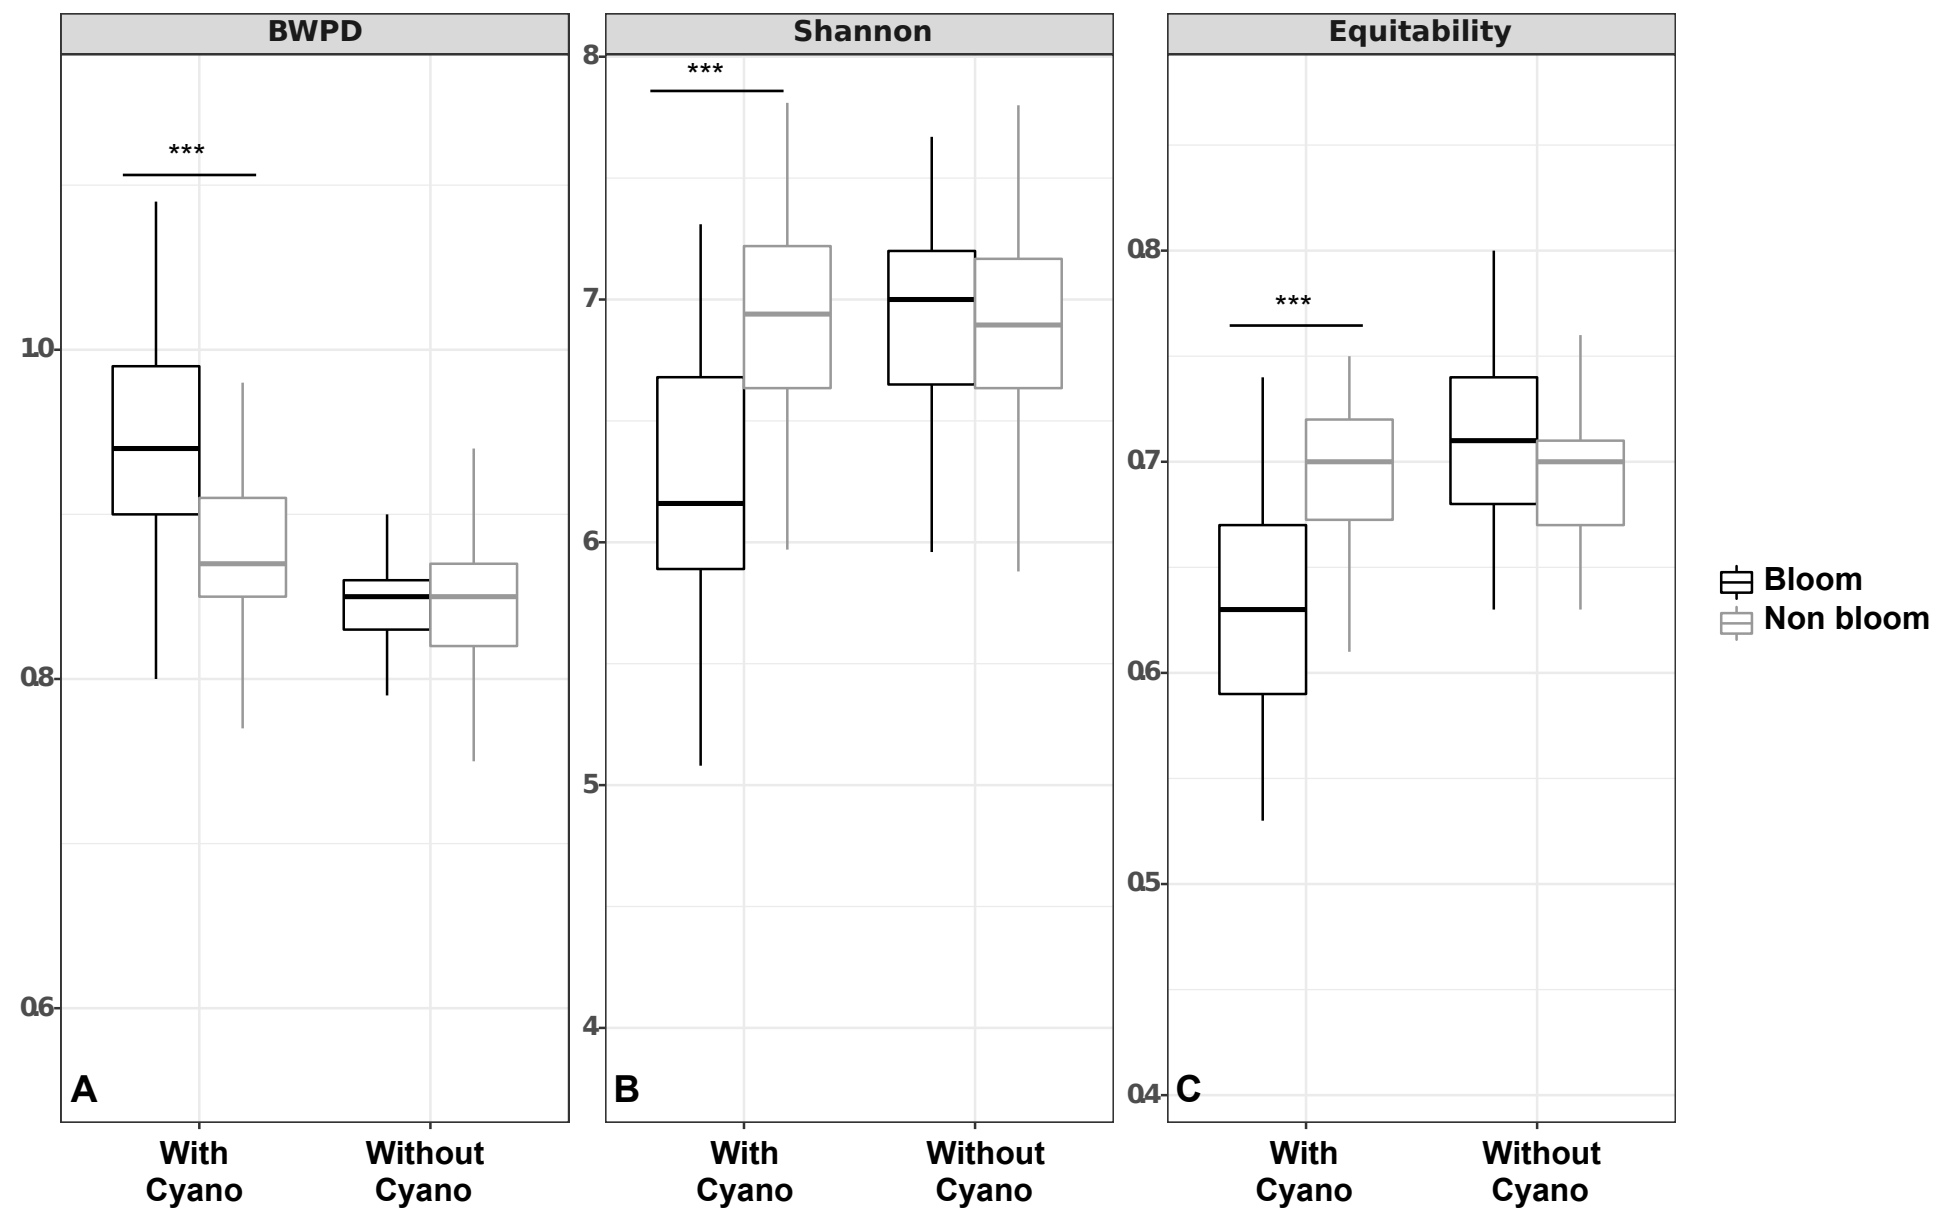 BWPD
Shannon
Equitability
***
***
***
1.0
0.8
0.6
8
7
6
5
4
0.8
0.7
0.6
0.5
0.4
A
B
C
With
Cyano
Without
Cyano
With
Cyano
Without
Cyano
With
Cyano
Without
Cyano
Bloom
Non bloom